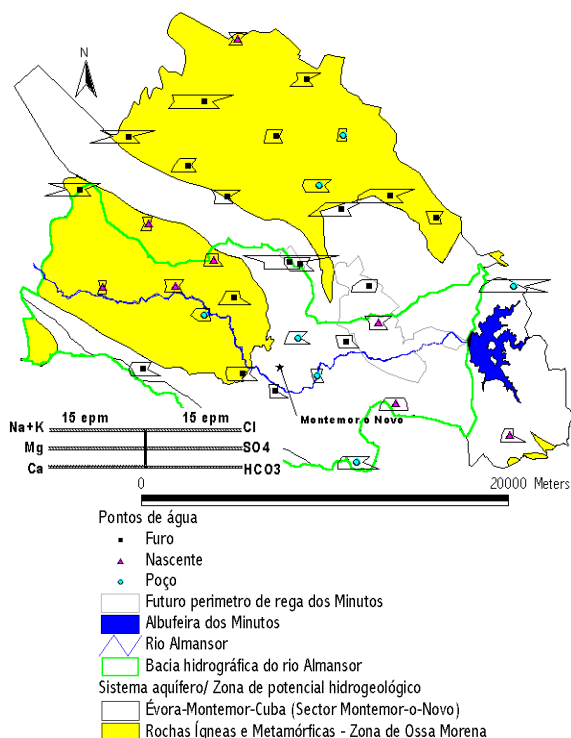 N
Montemor o Novo
15 epm 15 epm
Na+K Cl
Mg SO4
Ca HCO3
0 20000 Meters
Pontos de água
Furo
Nascente
Poço
Futuro perimetro de rega dos Minutos
Albufeira dos Minutos
Rio Almansor
Bacia hidrográfica do rio Almansor
Sistema aquífero/ Zona de potencial hidrogeológico
Évora-Montemor-Cuba (Sector Montemor-o-Novo)
Rochas Ígneas e Metamórficas - Zona de Ossa Morena